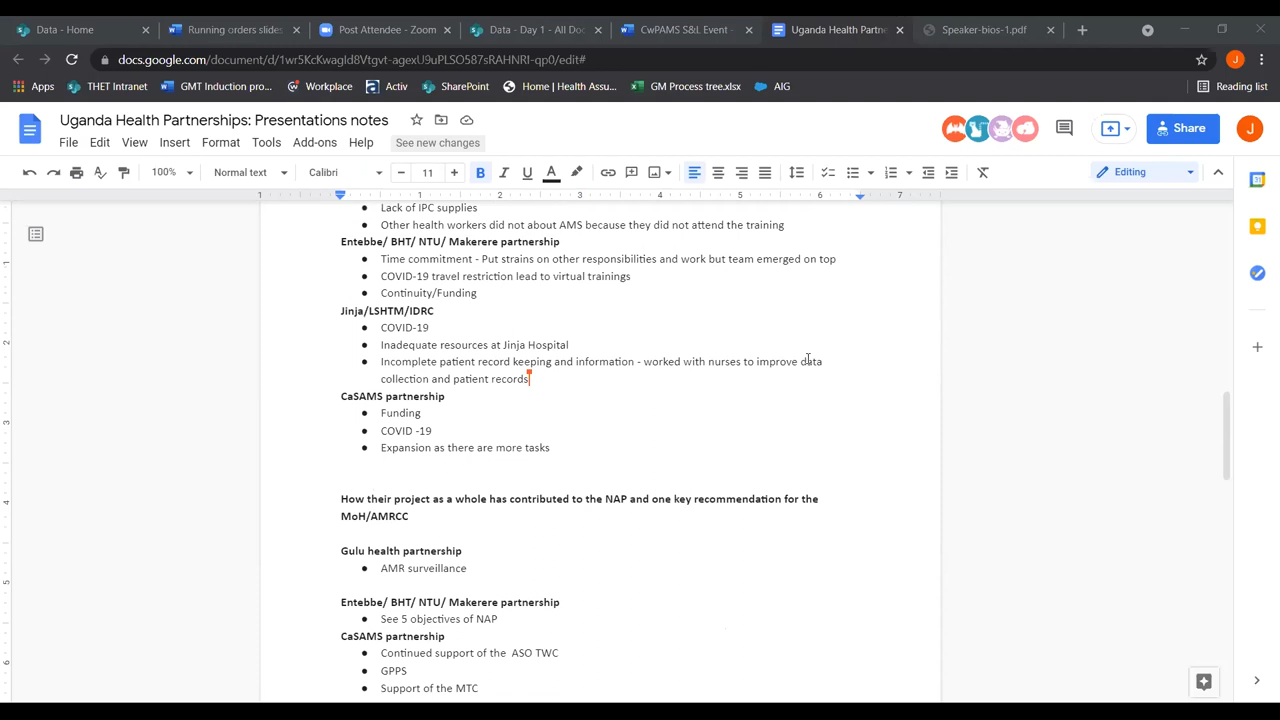 Data - Home
Running orders slides
Post Attendee - Zoom
Data - Day 1 - All Doc
CwPAMS S&L Event -
Uganda Health Partne
Speaker-bios-1.pdf
docs.google.com/document/d/1wr5KcKwagId8Vtgvt-agexU9uPLSO587sRAHNRI-qp0/edit#
Apps
THET Intranet
GMT Induction pro...
Workplace
Activ
SharePoint
Home | Health Assu...
GM Process tree.xlsx
AIG
Reading list
Uganda Health Partnerships: Presentations notes
File Edit View Insert Format Tools Add-ons Help See new changes
Share
J
100% Normal text Calibri 11 B I U A Editing
1 1 2 3 4 5 6 7
Lack of IPC supplies
Other health workers did not about AMS because they did not attend the training
Entebbe/ BHT/ NTU/ Makerere partnership
Time commitment - Put strains on other responsibilities and work but team emerged on top
COVID-19 travel restriction lead to virtual trainings
Continuity/Funding
Jinja/LSHTM/IDRC
COVID-19
Inadequate resources at Jinja Hospital
Incomplete patient record keeping and information - worked with nurses to improve data
collection and patient records
CaSAMS partnership
Funding
COVID -19
Expansion as there are more tasks
How their project as a whole has contributed to the NAP and one key recommendation for the
MoH/AMRCC
Gulu health partnership
AMR surveillance
Entebbe/ BHT/ NTU/ Makerere partnership
See 5 objectives of NAP
CaSAMS partnership
Continued support of the  ASO TWC
GPPS
Support of the MTC